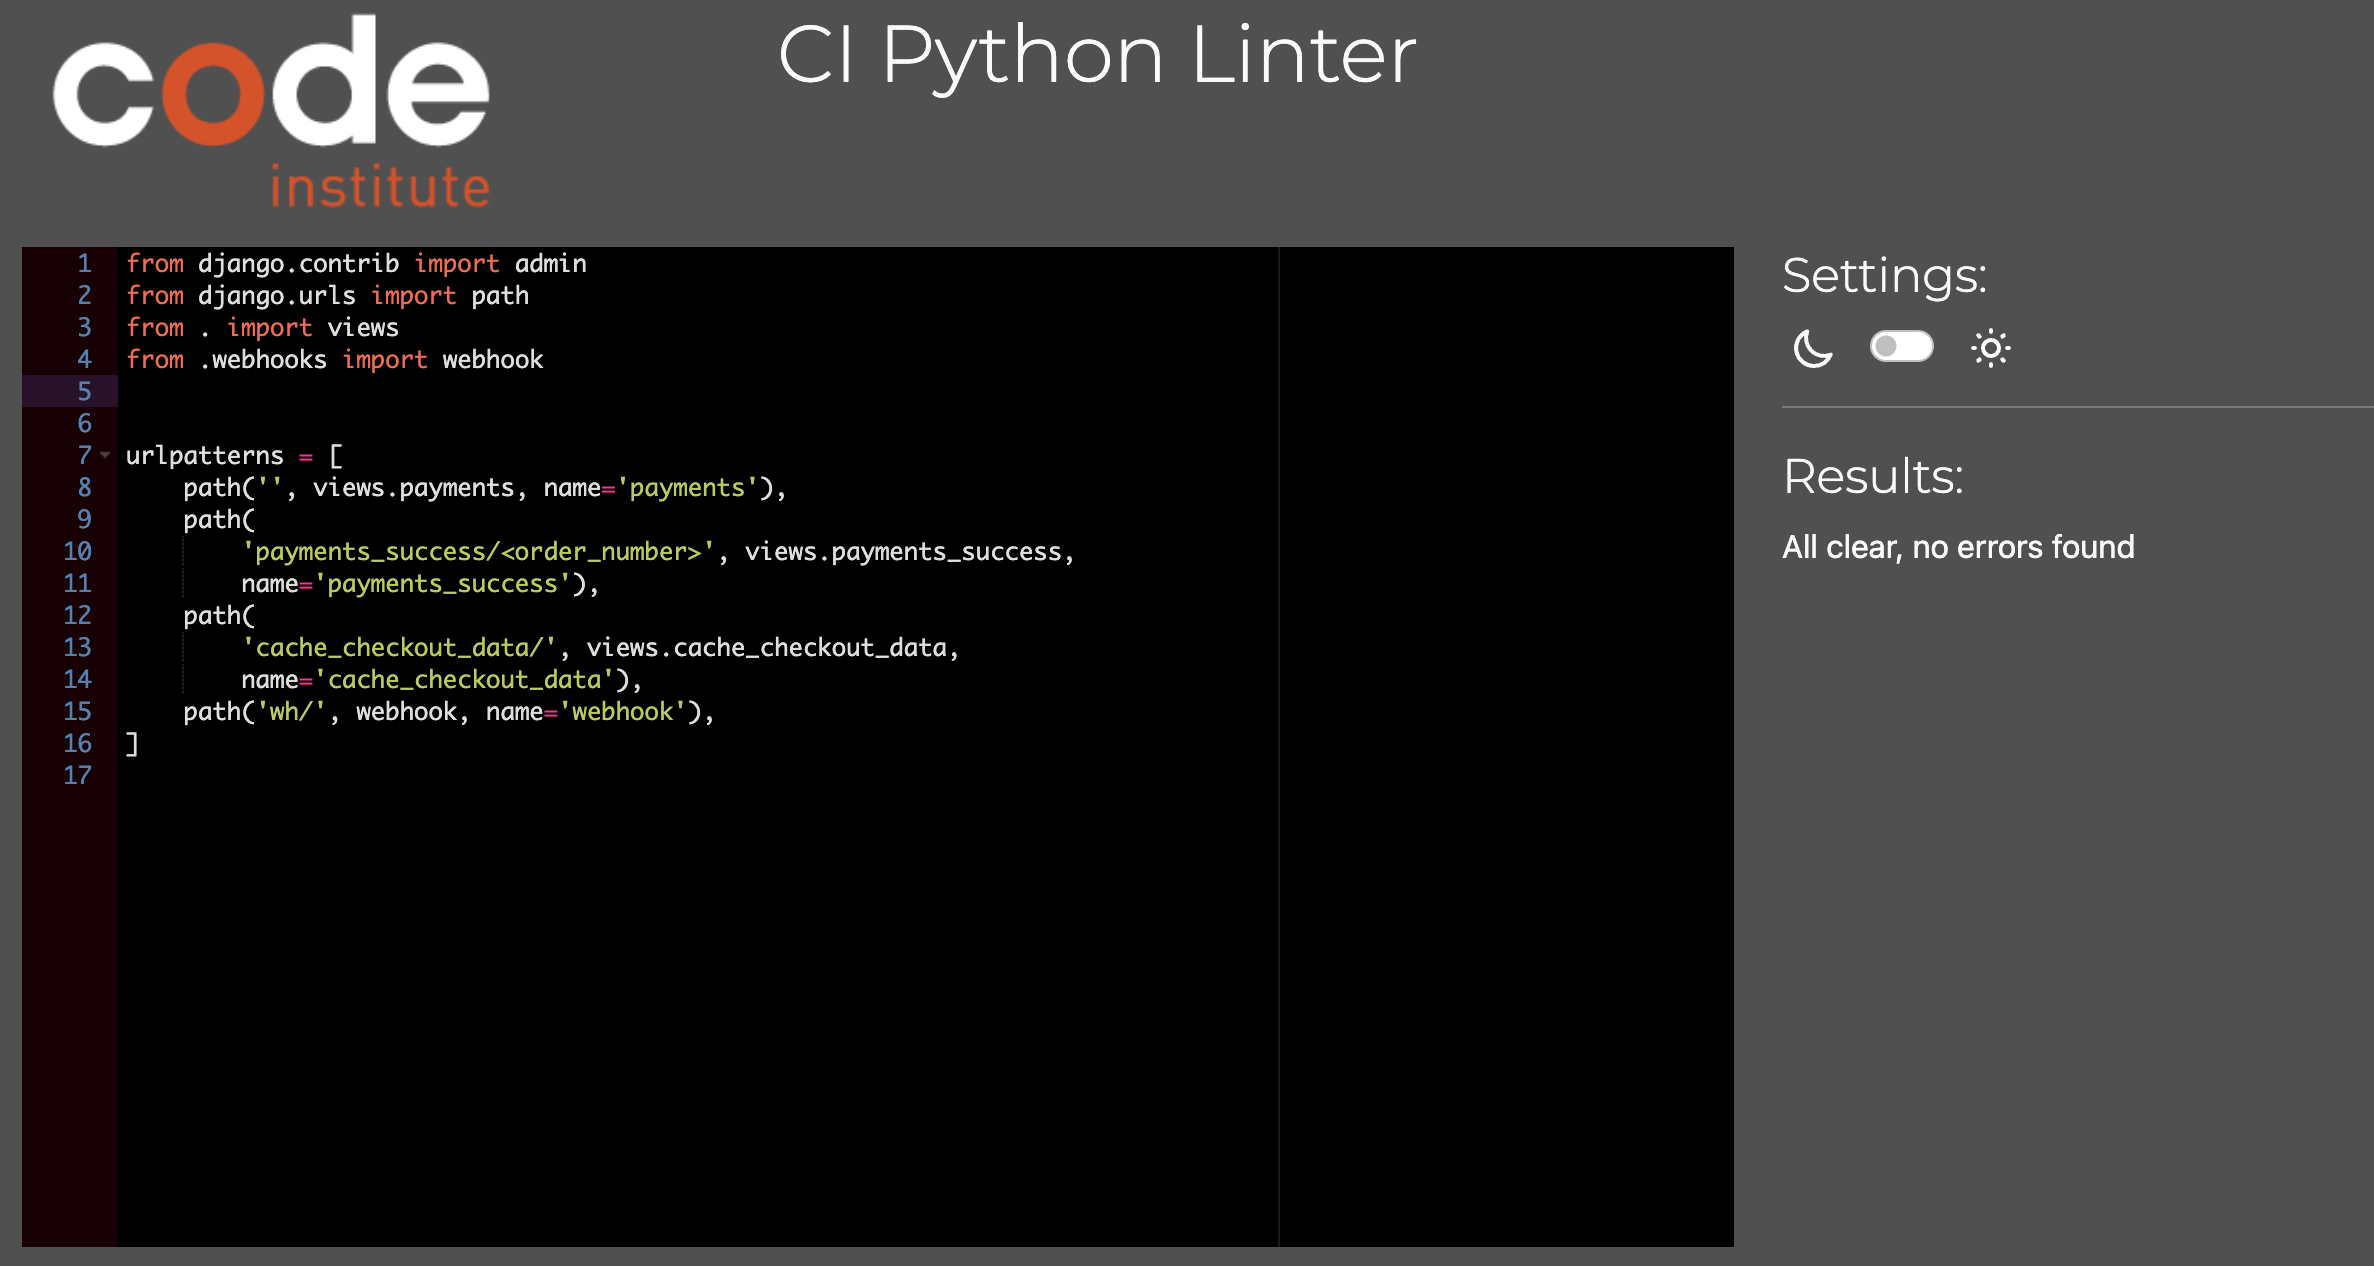 code
institute
CI Python Linter
1 from django.contrib import admin
2 from django.urls import path
3 from . import views
4 from .webhooks import webhook
5
6
7 urlpatterns = [
8     path('', views.payments, name='payments'),
9     path(
10         'payments_success/<order_number>', views.payments_success,
11         name='payments_success'),
12     path(
13         'cache_checkout_data/', views.cache_checkout_data,
14         name='cache_checkout_data'),
15     path('wh/', webhook, name='webhook'),
16 ]
17
Settings:
Results:
All clear, no errors found